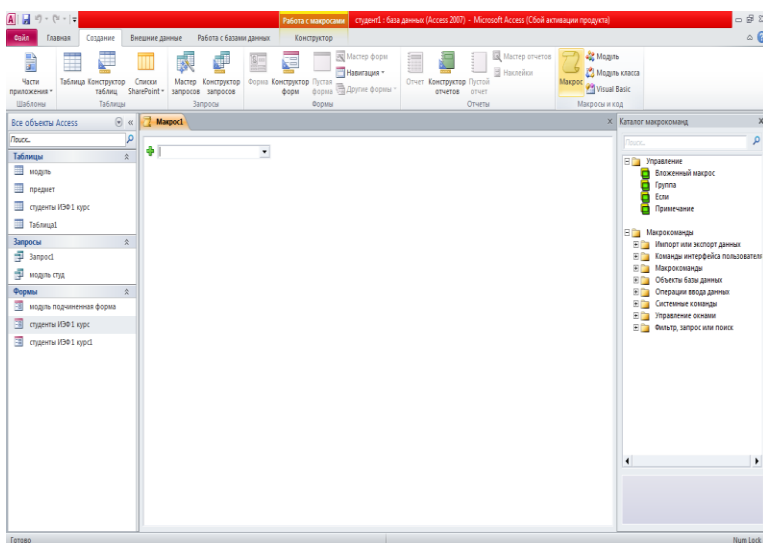 Работа с макросами студент1 : база данных (Access 2007) - Microsoft Access (Сбой активации продукта)
Файл Главная Создание Внешние данные Работа с базами данных Конструктор
Части приложения
Таблица
Конструктор таблиц
Списки SharePoint
Мастер запросов
Конструктор запросов
Форма
Конструктор форм
Пустая форма
Мастер форм
Навигация
Другие формы
Отчет
Конструктор отчетов
Пустой отчет
Мастер отчетов
Наклейки
Макрос
Модуль
Модуль класса
Visual Basic
Шаблоны Таблицы Запросы Формы Отчеты Макросы и код
Все объекты Access
Поиск...
Таблицы
модуль
предмет
студенты ИЭФ 1 курс
Таблица1
Запросы
Запрос1
модуль студ
Формы
модуль подчиненная форма
студенты ИЭФ 1 курс
студенты ИЭФ 1 курс1
Макрос1
Каталог макрокоманд
Поиск...
Управление
Вложенный макрос
Группа
Если
Примечание
Макрокоманды
Импорт или экспорт данных
Команды интерфейса пользователя
Макрокоманды
Объекты базы данных
Операции ввода данных
Системные команды
Управление окнами
Фильтр, запрос или поиск
Готово
Num Lock